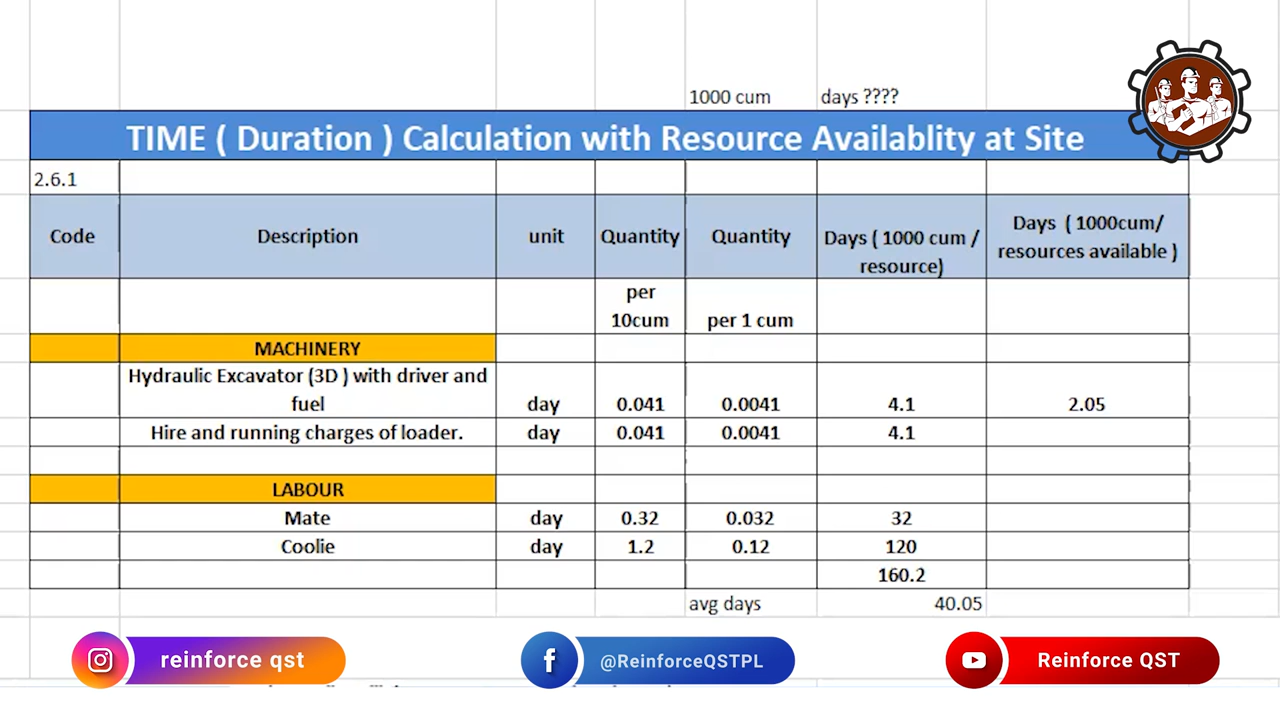 1000 cum days ????
TIME ( Duration ) Calculation with Resource Availablity at Site
2.6.1
Code Description unit Quantity Quantity Days ( 1000 cum / resource) Days ( 1000cum/ resources available )
per 10cum per 1 cum
MACHINERY
Hydraulic Excavator (3D ) with driver and fuel day 0.041 0.0041 4.1 2.05
Hire and running charges of loader. day 0.041 0.0041 4.1
LABOUR
Mate day 0.32 0.032 32
Coolie day 1.2 0.12 120
160.2
avg days 40.05
reinforce qst @ReinforceQSTPL Reinforce QST